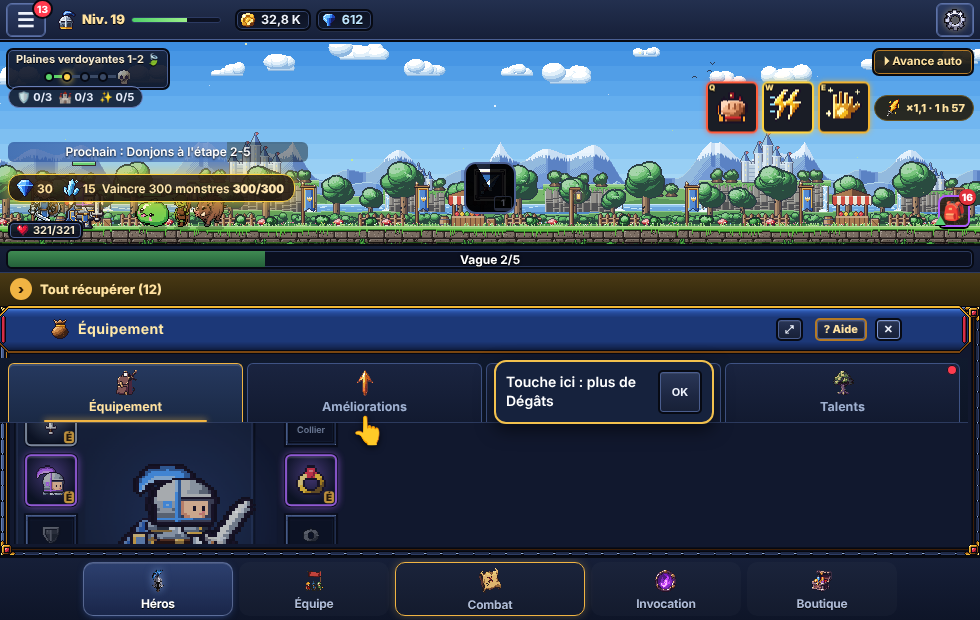 13
Niv. 19
32,8 K
612
Plaines verdoyantes 1-2
0/3 0/3 0/5
Avance auto
Q
W
E
×1,1 · 1 h 57
Prochain : Donjons à l'étape 2-5
30 15 Vaincre 300 monstres 300/300
1
16
321/321
Vague 2/5
Tout récupérer (12)
Équipement
? Aide
Équipement
Améliorations
Touche ici : plus de
Dégâts
OK
Talents
É
Collier
É
É
Héros
Équipe
Combat
Invocation
Boutique